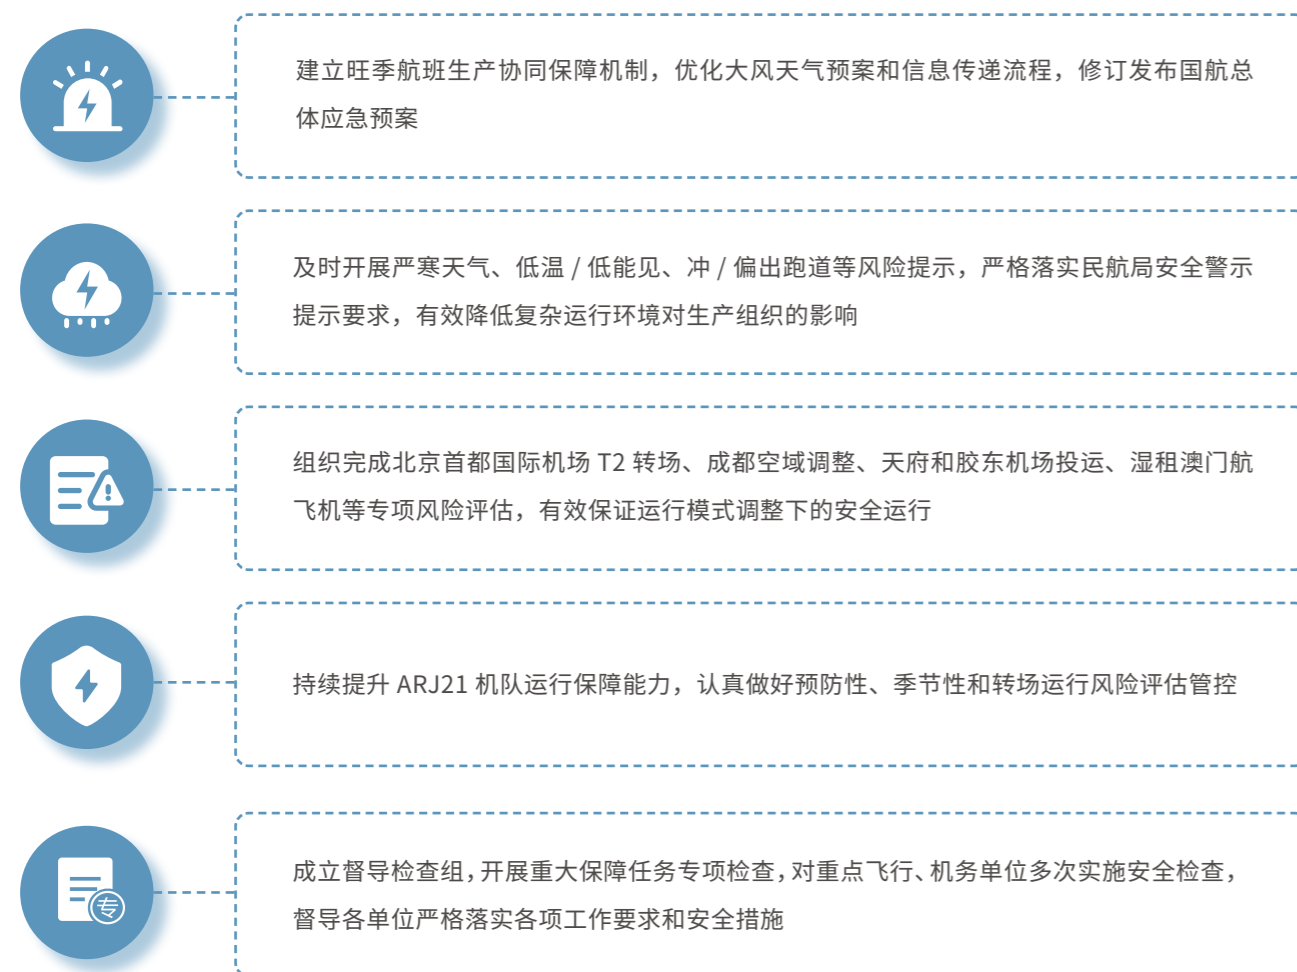 建立旺季航班生产协同保障机制，优化大风天气预案和信息传递流程，修订发布国航总
体应急预案
及时开展严寒天气、低温 / 低能见、冲 / 偏出跑道等风险提示，严格落实民航局安全警示
提示要求，有效降低复杂运行环境对生产组织的影响
组织完成北京首都国际机场 T2 转场、成都空域调整、天府和胶东机场投运、湿租澳门航
飞机等专项风险评估，有效保证运行模式调整下的安全运行
持续提升 ARJ21 机队运行保障能力，认真做好预防性、季节性和转场运行风险评估管控
专
成立督导检查组，开展重大保障任务专项检查，对重点飞行、机务单位多次实施安全检查，
督导各单位严格落实各项工作要求和安全措施